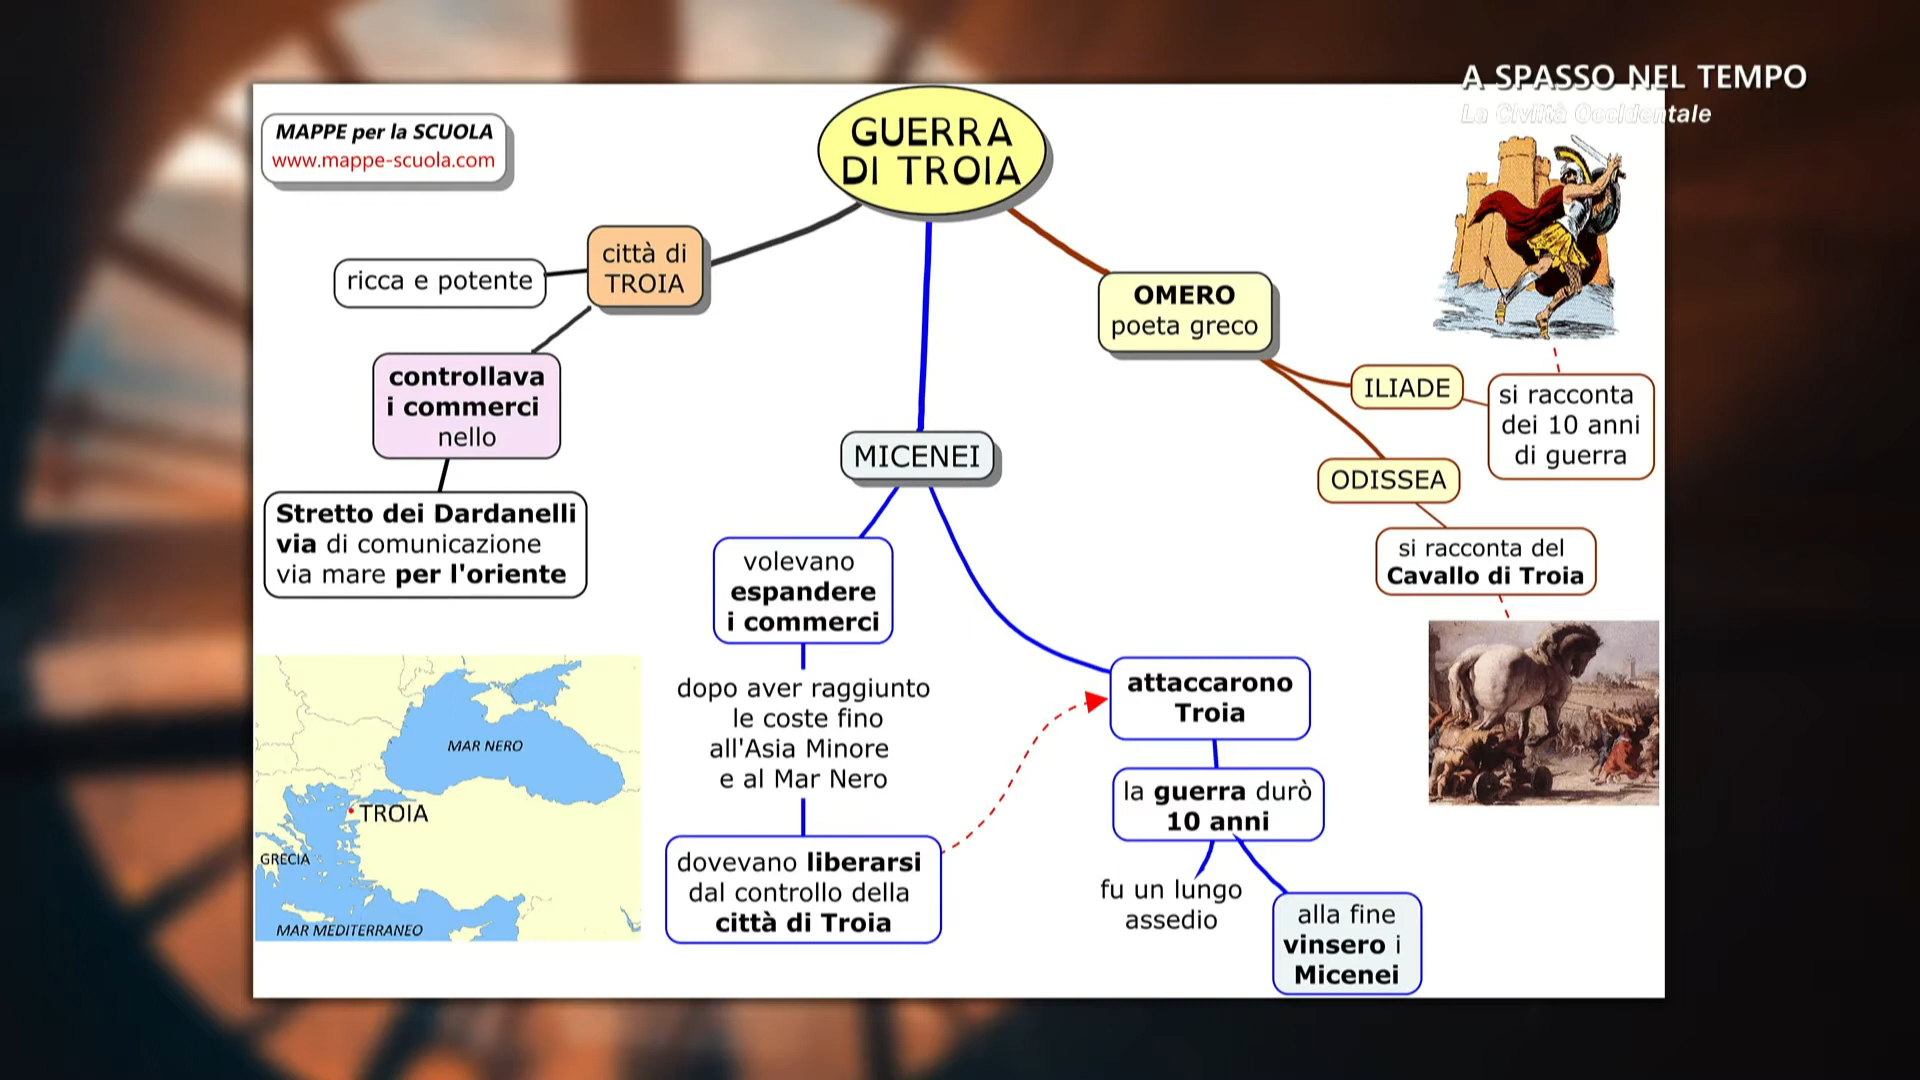 A SPASSO NEL TEMPO
La Civiltà Occidentale
MAPPE per la SCUOLA
www.mappe-scuola.com
GUERRA
DI TROIA
città di
TROIA
ricca e potente
controllava
i commerci
nello
Stretto dei Dardanelli
via di comunicazione
via mare per l'oriente
MICENEI
volevano
espandere
i commerci
dopo aver raggiunto
le coste fino
all'Asia Minore
e al Mar Nero
dovevano liberarsi
dal controllo della
città di Troia
attaccarono
Troia
la guerra durò
10 anni
fu un lungo
assedio
alla fine
vinsero i
Micenei
OMERO
poeta greco
ILIADE
si racconta
dei 10 anni
di guerra
ODISSEA
si racconta del
Cavallo di Troia
MAR NERO
TROIA
GRECIA
MAR MEDITERRANEO